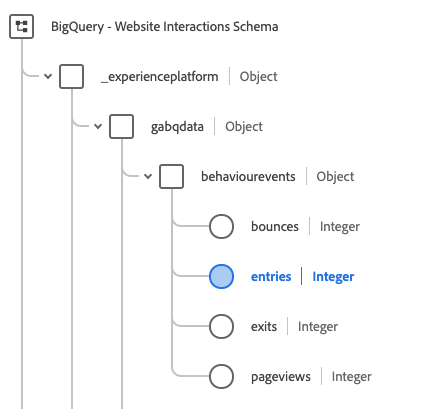 BigQuery - Website Interactions Schema
_experienceplatform | Object
gabqdata | Object
behaviourevents | Object
bounces | Integer
entries | Integer
exits | Integer
pageviews | Integer